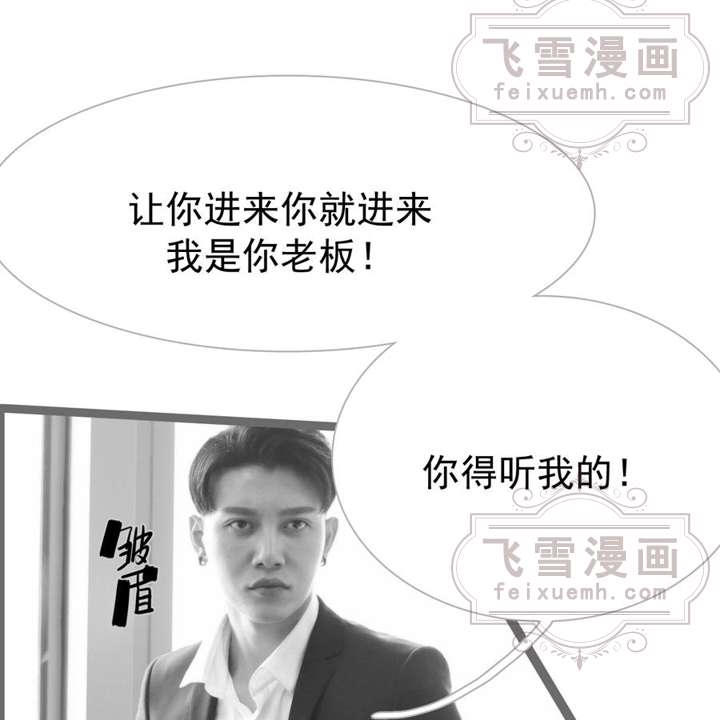 飞雪漫画
feixuemh.com
让你进来你就进来
我是你老板！
你得听我的！
皱眉
飞雪漫画
feixuemh.com